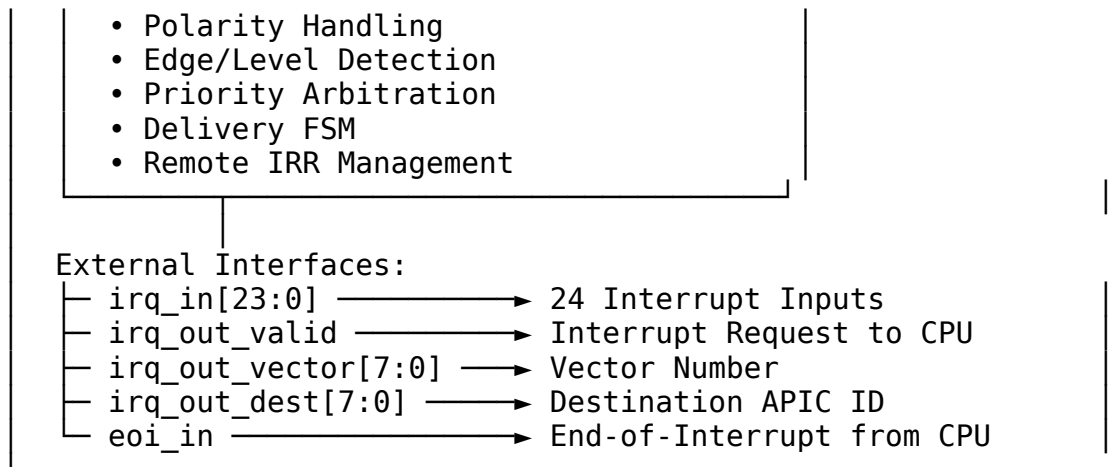 • Polarity Handling
• Edge/Level Detection
• Priority Arbitration
• Delivery FSM
• Remote IRR Management
External Interfaces:
irq_in[23:0] ────────► 24 Interrupt Inputs
irq_out_valid ───────► Interrupt Request to CPU
irq_out_vector[7:0] ──► Vector Number
irq_out_dest[7:0] ────► Destination APIC ID
eoi_in ─────────────► End-of-Interrupt from CPU